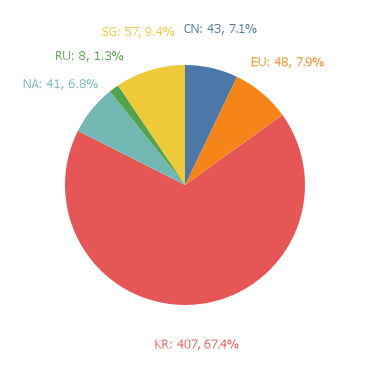 SG: 57, 9.4%
CN: 43, 7.1%
RU: 8, 1.3%
EU: 48, 7.9%
NA: 41, 6.8%
KR: 407, 67.4%